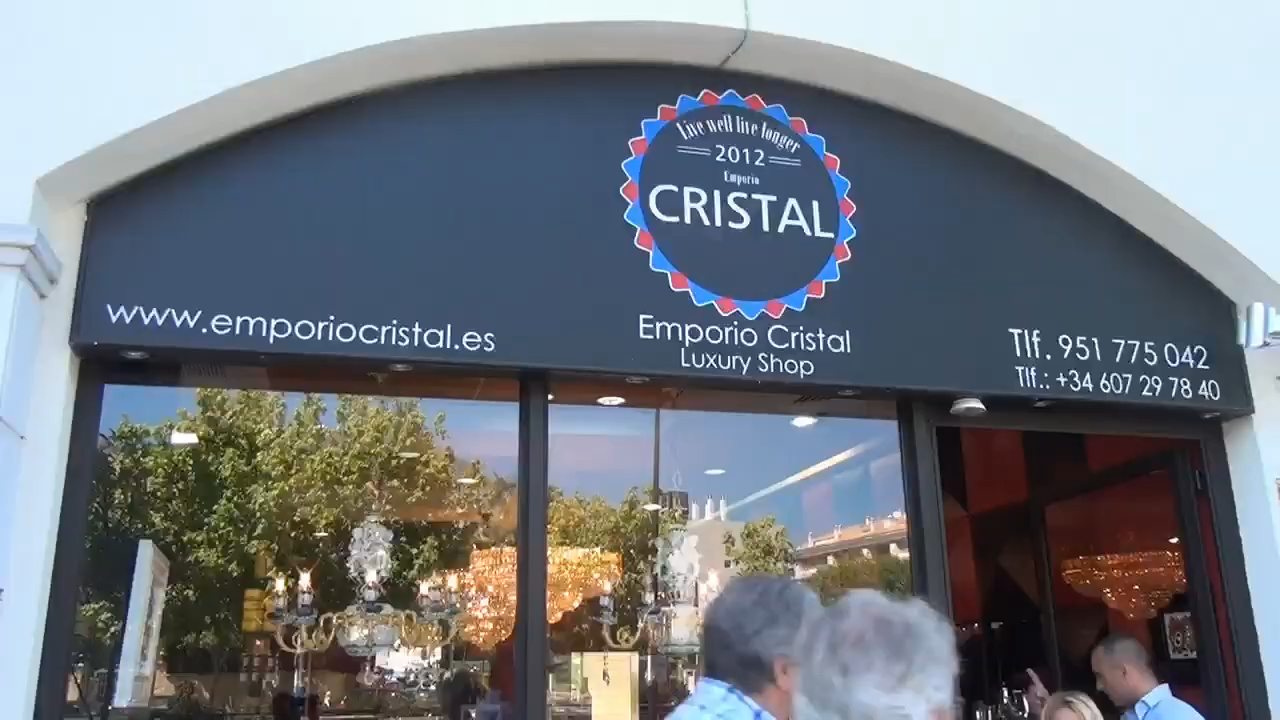 Live well live longer
2012
Emporio
CRISTAL
www.emporiocristal.es
Emporio Cristal
Luxury Shop
Tlf. 951 775 042
Tlf.: +34 607 29 78 40